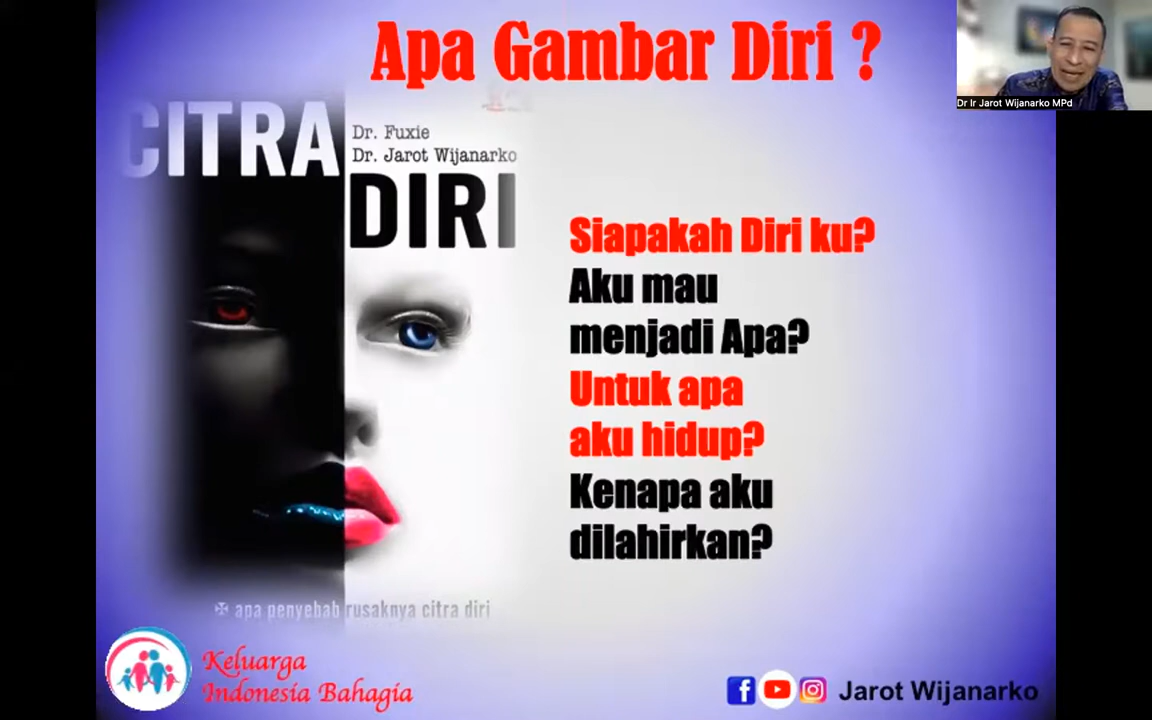 Apa Gambar Diri ?
Dr Ir Jarot Wijanarko MPd
CITRA
Dr. Fuxie
Dr. Jarot Wijanarko
DIRI
Siapakah Diri ku?
Aku mau
menjadi Apa?
Untuk apa
aku hidup?
Kenapa aku
dilahirkan?
apa penyebab rusaknya citra diri
Keluarga
Indonesia Bahagia
Jarot Wijanarko